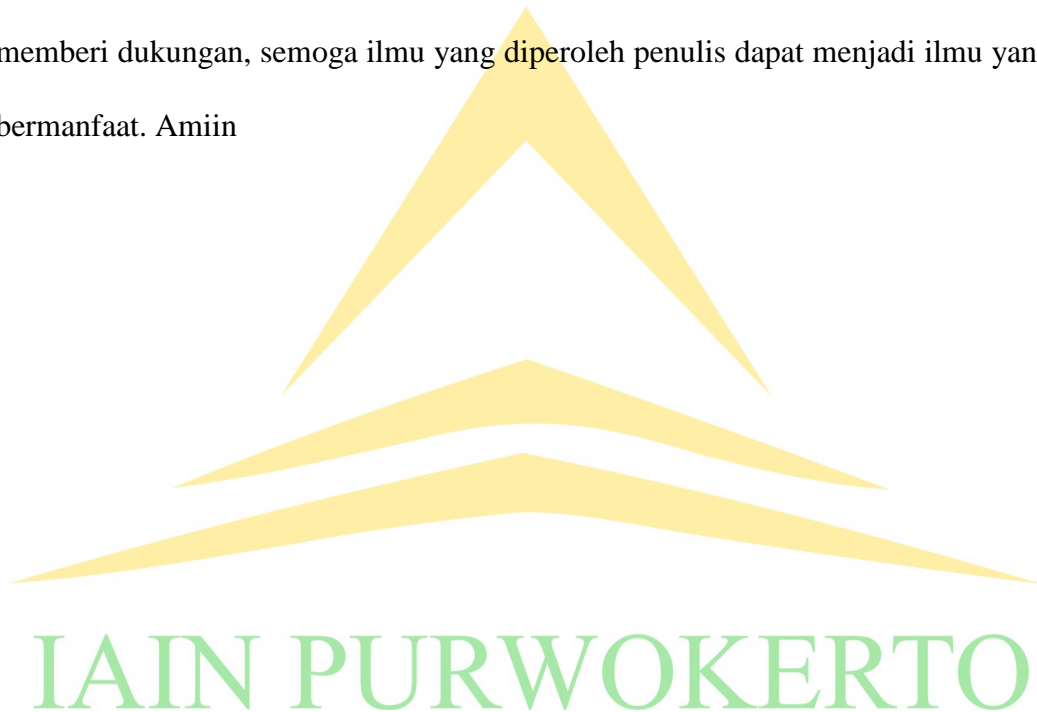 memberi dukungan, semoga ilmu yang diperoleh penulis dapat menjadi ilmu yan
bermanfaat. Amiin
IAIN PURWOKERTO